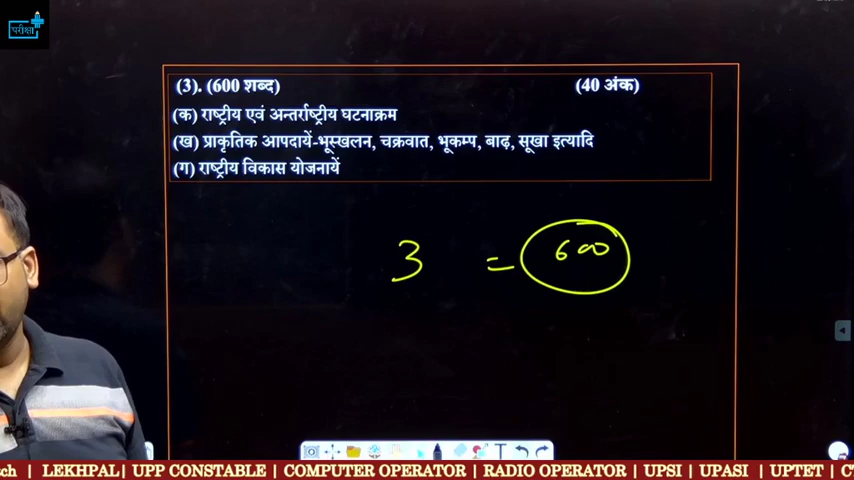 परीक्षा
(3). (600 शब्द) (40 अंक)
(क) राष्ट्रीय एवं अन्तर्राष्ट्रीय घटनाक्रम
(ख) प्राकृतिक आपदायें-भूस्खलन, चक्रवात, भूकम्प, बाढ़, सूखा इत्यादि
(ग) राष्ट्रीय विकास योजनायें
3 = 600
| LEKHPAL| UPP CONSTABLE | COMPUTER OPERATOR | RADIO OPERATOR | UPSI | UPASI | UPTET |